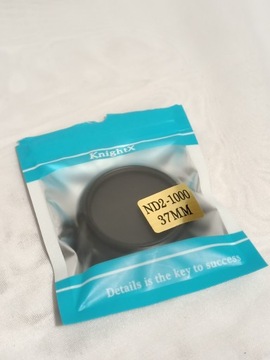 KnightX
ND2-1000
37MM
Details is the key to success